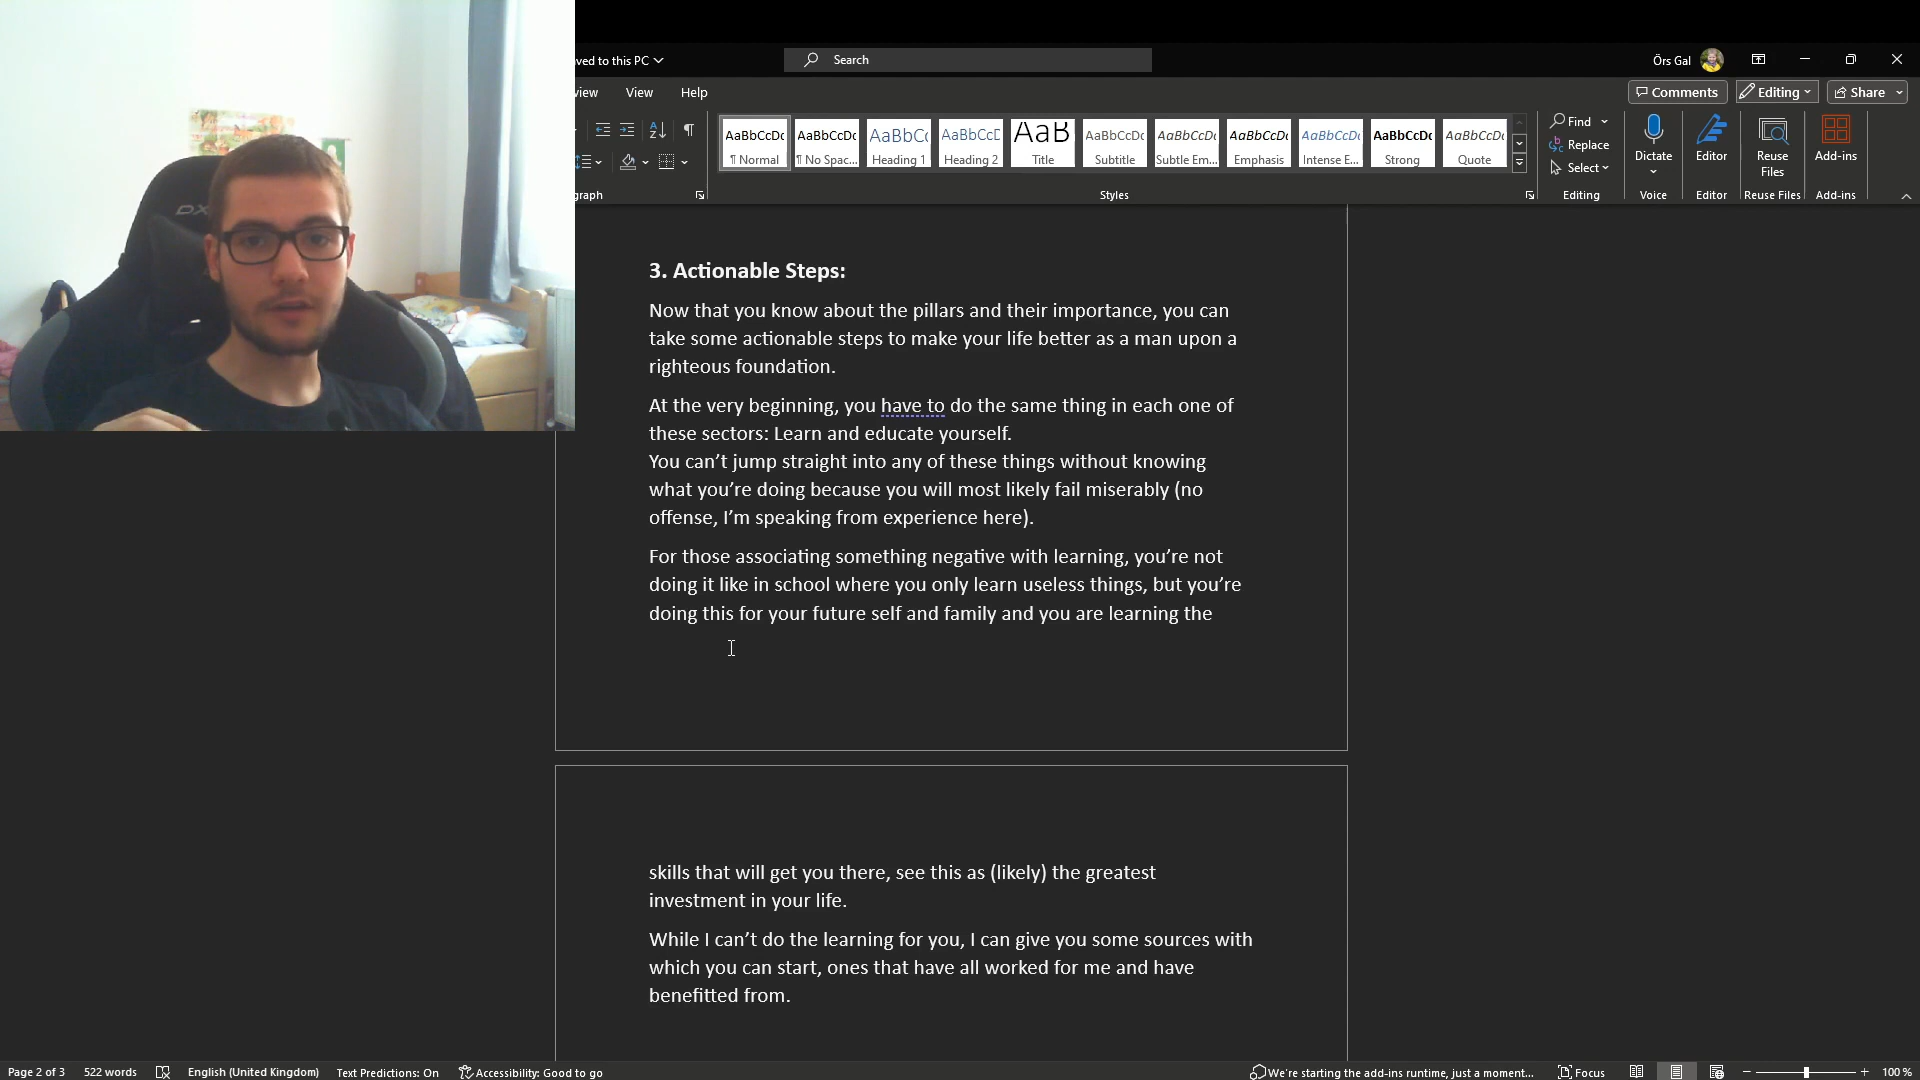 DX
ved to this PC
Search
Örs Gal
view
View
Help
Comments
Editing
Share
AaBbCcDc
¶ Normal
AaBbCcDc
¶ No Spac...
AaBbC
Heading 1
AaBbCcD
Heading 2
AaB
Title
AaBbCcDc
Subtitle
AaBbCcDc
Subtle Em...
AaBbCcDc
Emphasis
AaBbCcDc
Intense E...
AaBbCcDc
Strong
AaBbCcDc
Quote
Find
Replace
Select
Dictate
Editor
Reuse
Files
Add-ins
graph
Styles
Editing
Voice
Editor
Reuse Files
Add-ins
3. Actionable Steps:
Now that you know about the pillars and their importance, you can
take some actionable steps to make your life better as a man upon a
righteous foundation.
At the very beginning, you have to do the same thing in each one of
these sectors: Learn and educate yourself.
You can’t jump straight into any of these things without knowing
what you’re doing because you will most likely fail miserably (no
offense, I’m speaking from experience here).
For those associating something negative with learning, you’re not
doing it like in school where you only learn useless things, but you’re
doing this for your future self and family and you are learning the
skills that will get you there, see this as (likely) the greatest
investment in your life.
While I can’t do the learning for you, I can give you some sources with
which you can start, ones that have all worked for me and have
benefitted from.
Page 2 of 3
522 words
English (United Kingdom)
Text Predictions: On
Accessibility: Good to go
We're starting the add-ins runtime, just a moment...
Focus
100 %